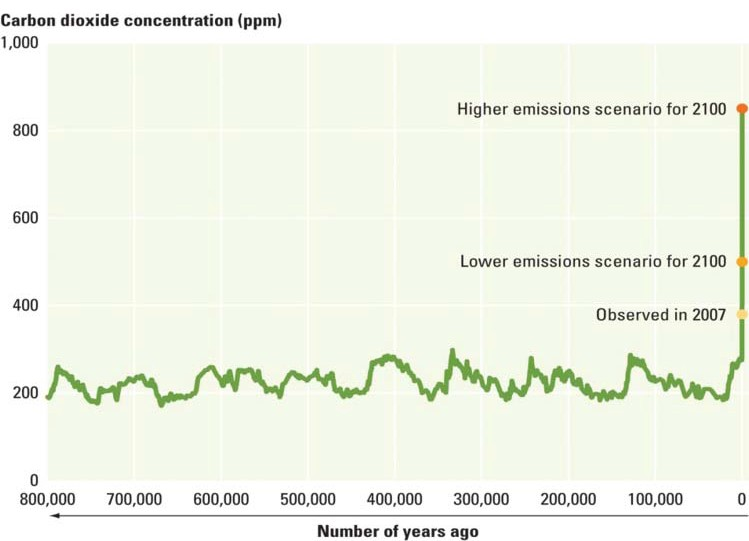 Carbon dioxide concentration (ppm)
1,000
Higher emissions scenario for 2100
800
600
Lower emissions scenario for 2100
400
Observed in 2007
200
0
800,000 700,000 600,000 500,000 400,000 300,000 200,000 100,000 0
Number of years ago